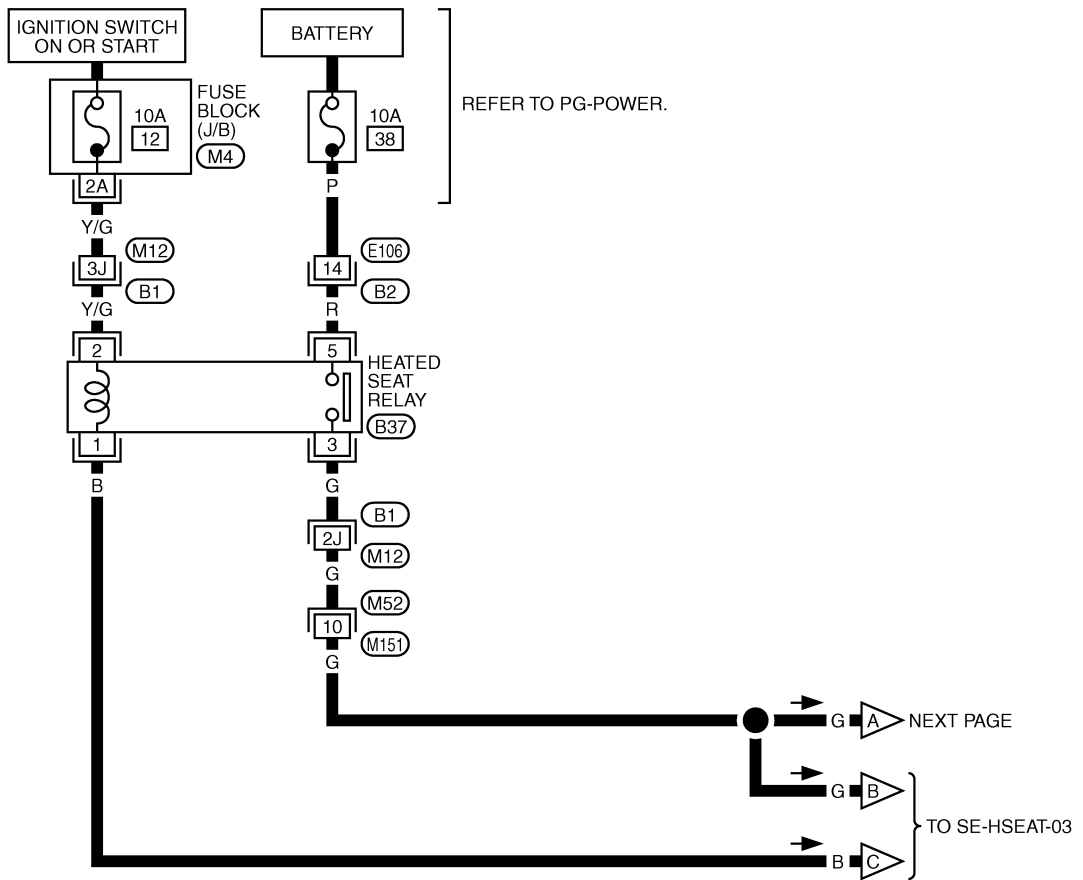 IGNITION SWITCH
ON OR START
BATTERY
FUSE
BLOCK
(J/B)
M4
10A
12
10A
38
REFER TO PG-POWER.
2A
P
Y/G
M12
3J
B1
E106
14
B2
Y/G
R
2
5
HEATED
SEAT
RELAY
B37
1
3
B
G
B1
2J
M12
G
M52
10
M151
G
G
A
NEXT PAGE
G
B
TO SE-HSEAT-03
B
C